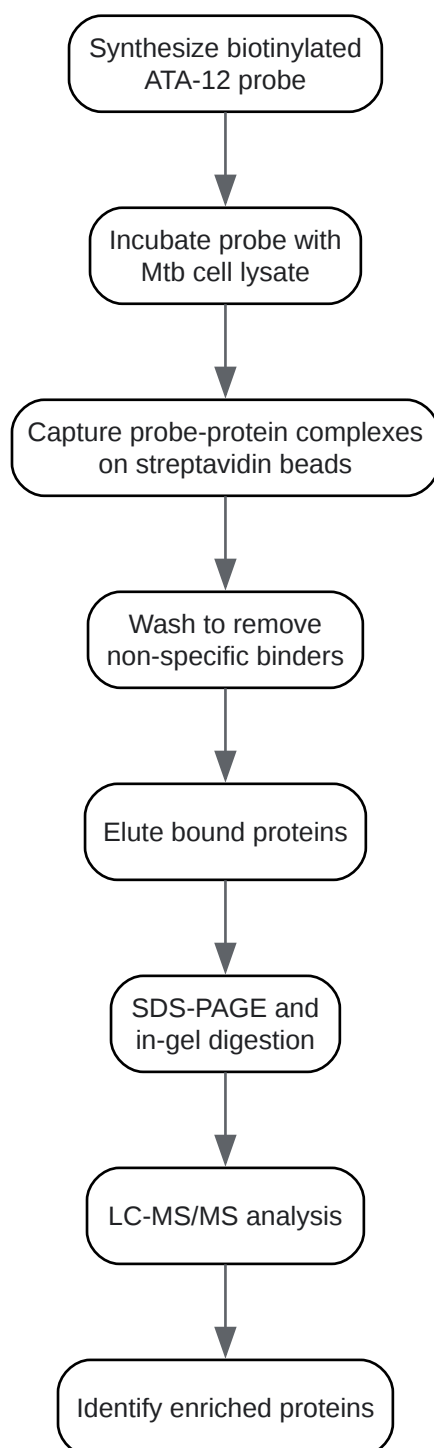 Synthesize biotinylated
ATA-12 probe
Incubate probe with
Mtb cell lysate
Capture probe-protein complexes
on streptavidin beads
Wash to remove
non-specific binders
Elute bound proteins
SDS-PAGE and
in-gel digestion
LC-MS/MS analysis
Identify enriched proteins